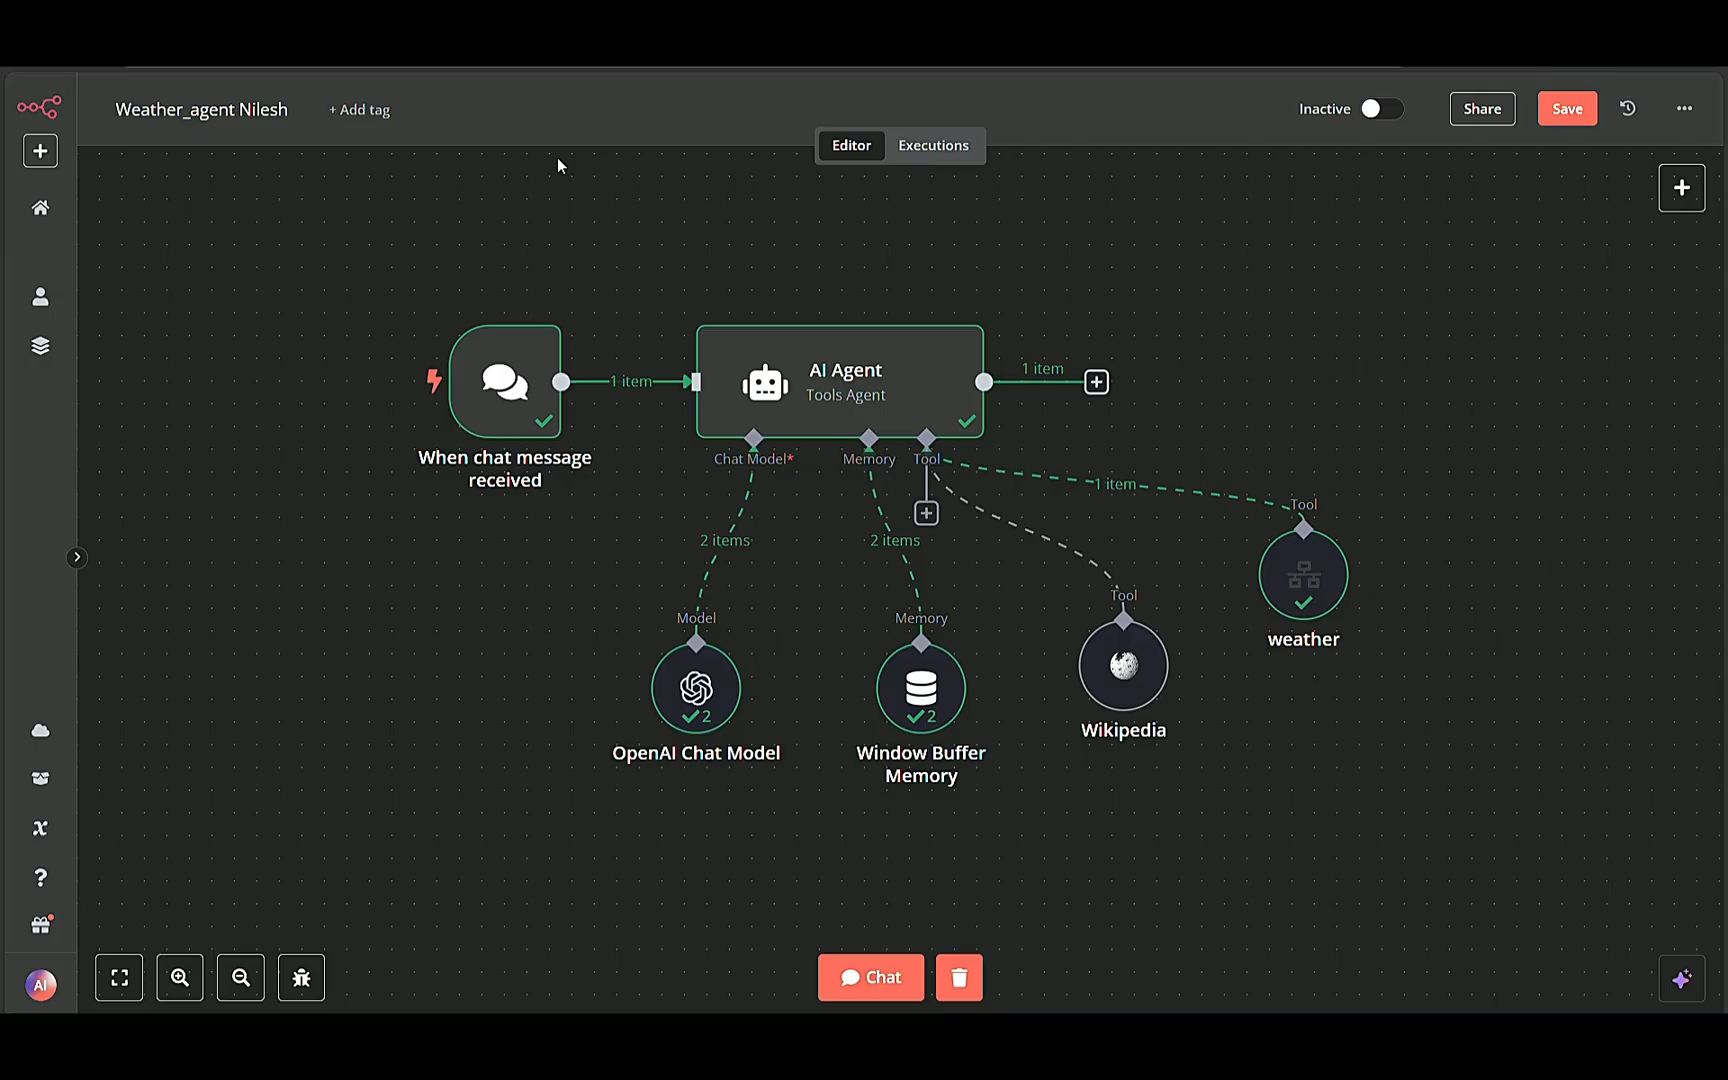 Weather_agent Nilesh
+ Add tag
Inactive
Share
Save
Editor
Executions
1 item
AI Agent
Tools Agent
1 item
When chat message
received
Chat Model*
Memory
Tool
1 item
Tool
2 items
2 items
Tool
Model
Memory
weather
2
2
Wikipedia
OpenAI Chat Model
Window Buffer
Memory
x
?
AI
Chat